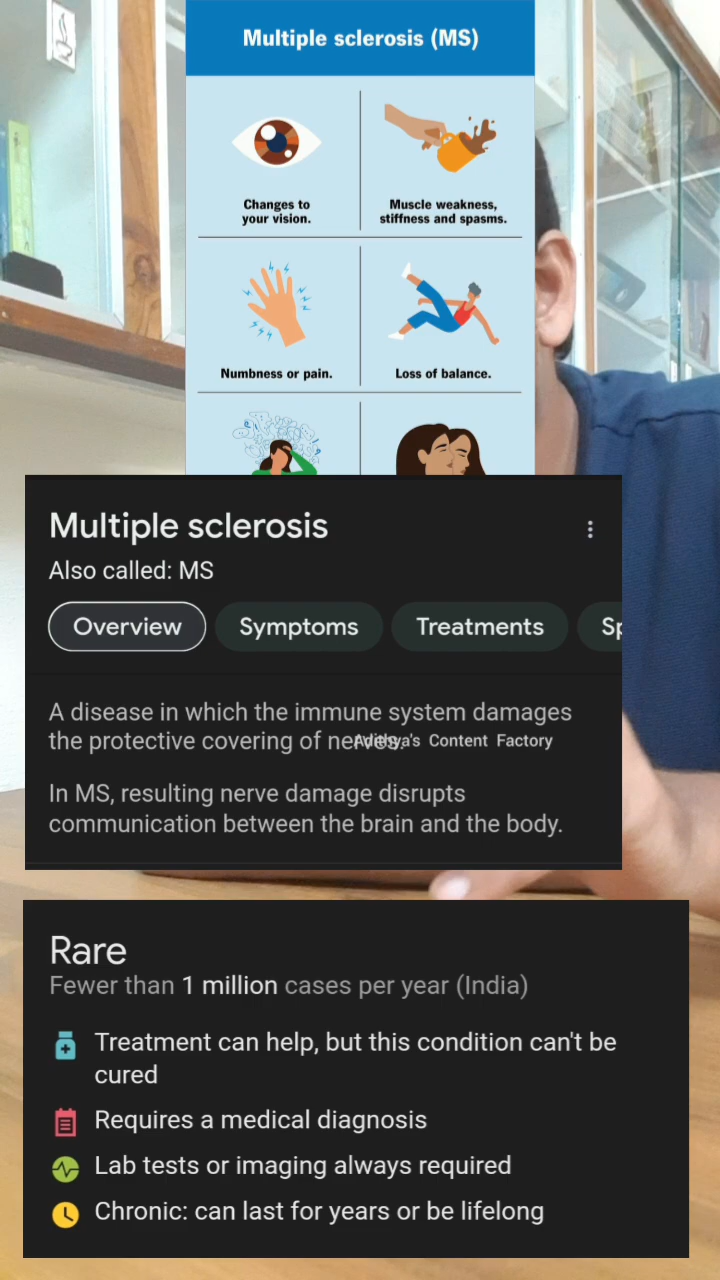 Multiple sclerosis (MS)
Changes to
your vision.
Muscle weakness,
stiffness and spasms.
Numbness or pain.
Loss of balance.
Multiple sclerosis
Also called: MS
Overview
Symptoms
Treatments
Sp
A disease in which the immune system damages
the protective covering of nerves.
Adithya's Content Factory
In MS, resulting nerve damage disrupts
communication between the brain and the body.
Rare
Fewer than 1 million cases per year (India)
Treatment can help, but this condition can't be
cured
Requires a medical diagnosis
Lab tests or imaging always required
Chronic: can last for years or be lifelong